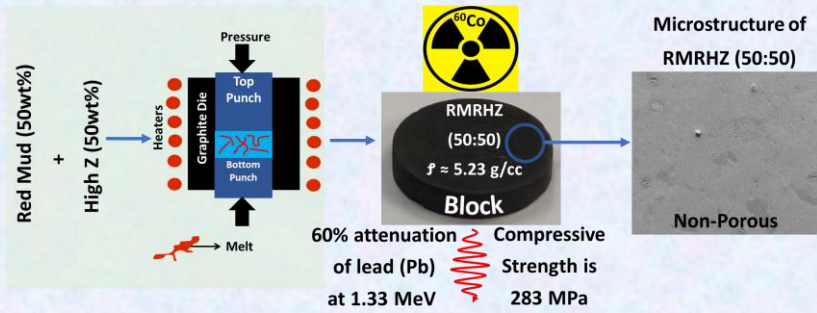 Red Mud (50wt%)
+
High Z (50wt%)
Pressure
Heaters
Graphite Die
Top
Punch
Bottom
Punch
Melt
⁶⁰Co
RMRHZ
(50:50)
ƍ ≈ 5.23 g/cc
Block
60% attenuation
of lead (Pb)
at 1.33 MeV
Compressive
Strength is
283 MPa
Microstructure of
RMRHZ (50:50)
Non-Porous